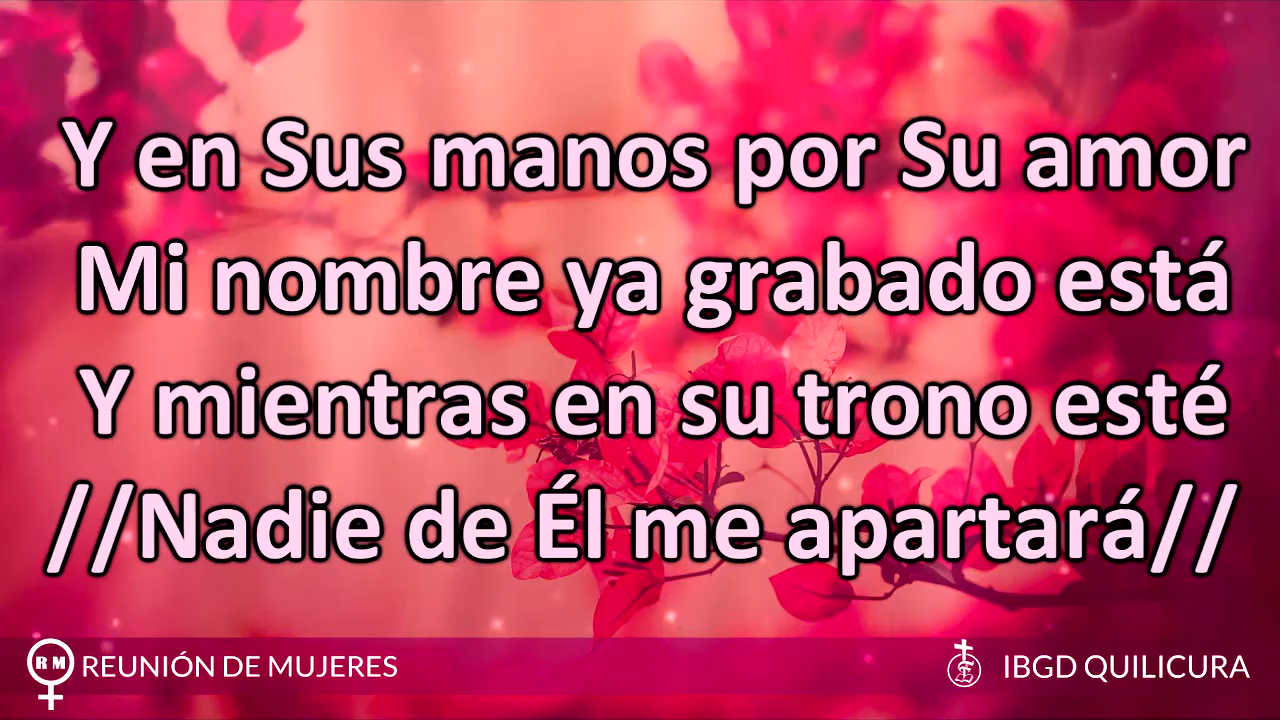 Y en Sus manos por Su amor
Mi nombre ya grabado está
Y mientras en su trono esté
//Nadie de Él me apartará//
RM REUNIÓN DE MUJERES
IBGD QUILICURA